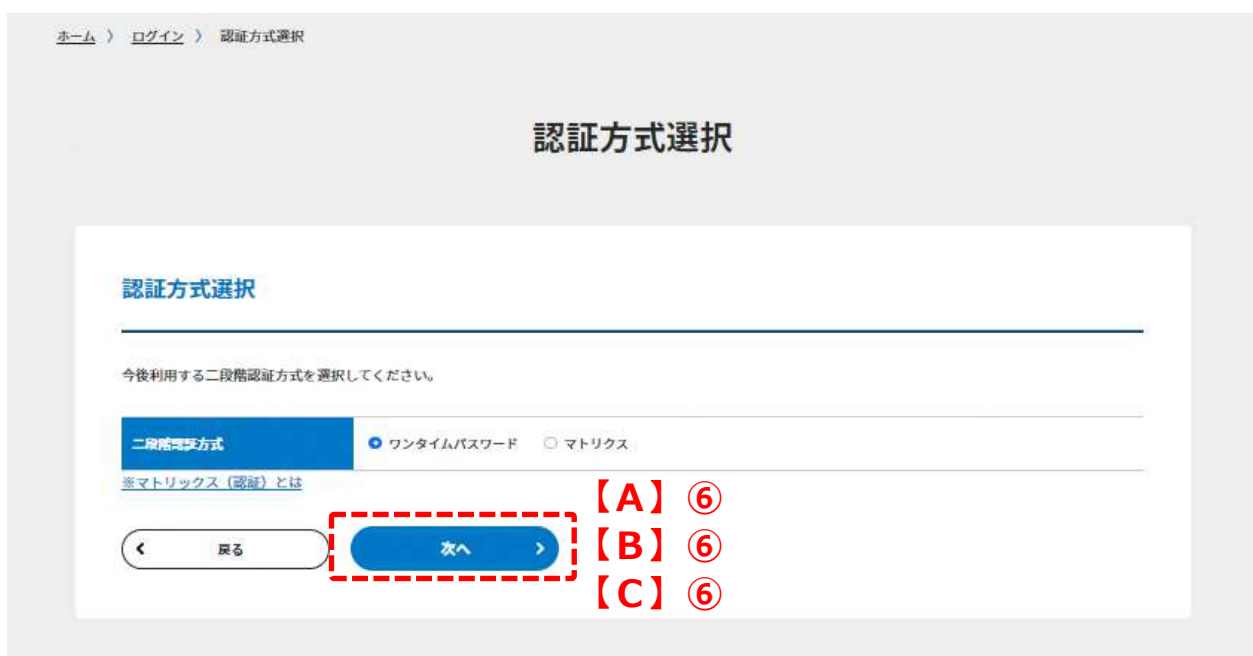 ホーム 〉 ログイン 〉 認証方式選択
認証方式選択
認証方式選択
今後利用する二段階認証方式を選択してください。
二段階認証方式 ワンタイムパスワード マトリクス
※マトリックス（認証）とは
【A】⑥
戻る 次へ 【B】⑥
【C】⑥